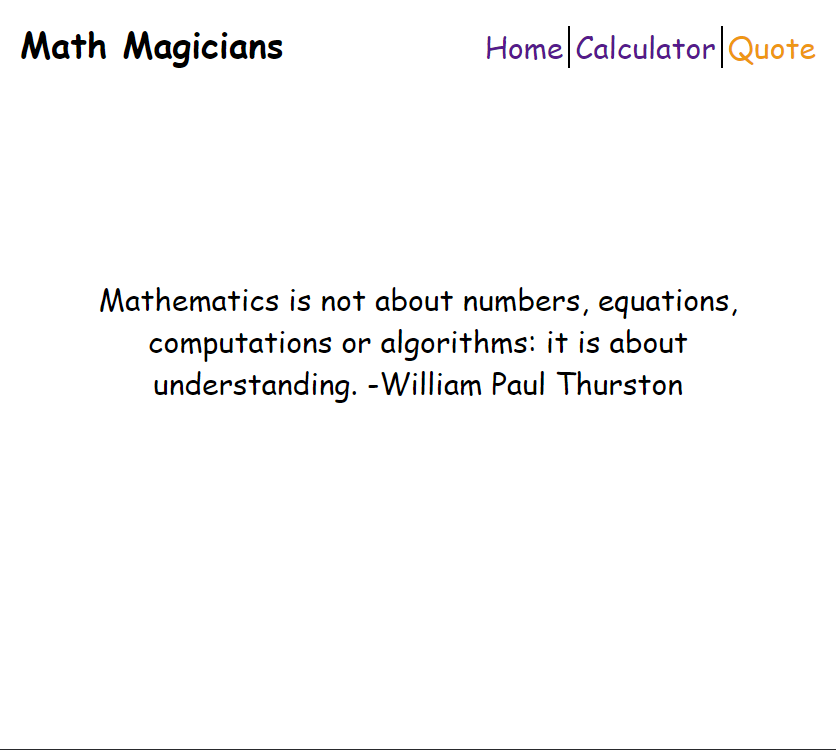 Math Magicians
Home Calculator Quote
Mathematics is not about numbers, equations,
computations or algorithms: it is about
understanding. -William Paul Thurston